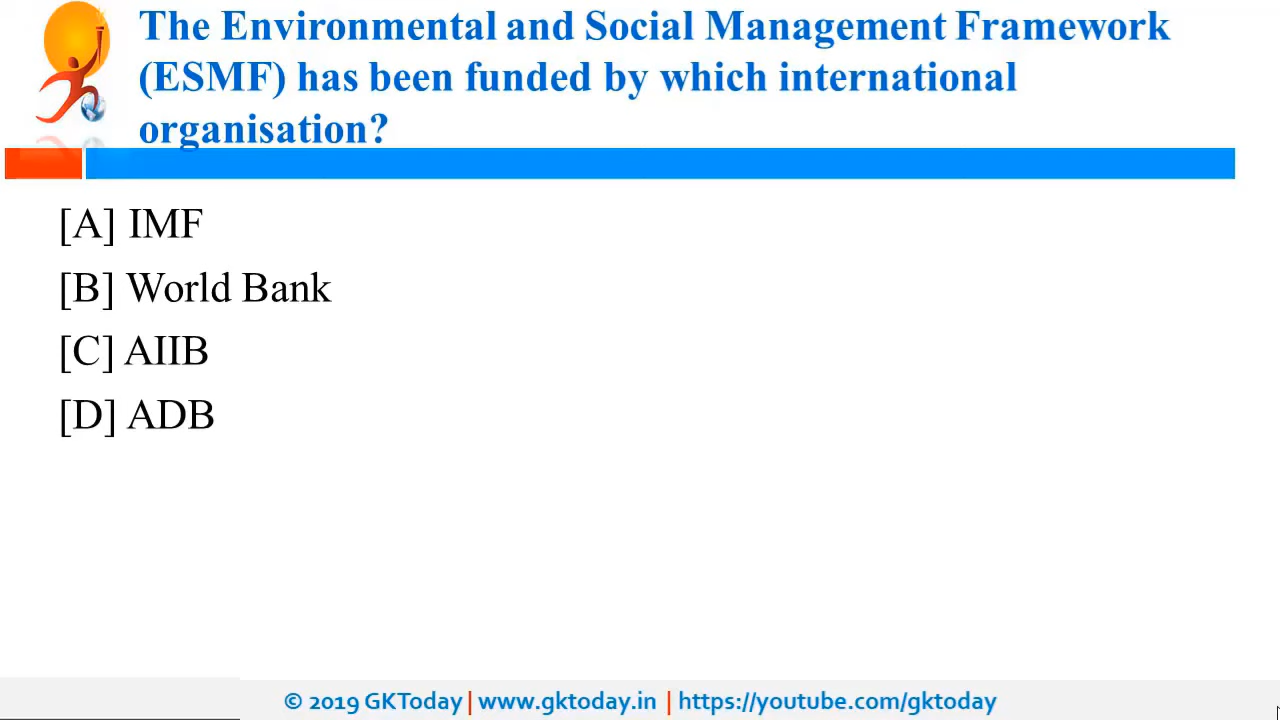 The Environmental and Social Management Framework
(ESMF) has been funded by which international
organisation?
[A] IMF
[B] World Bank
[C] AIIB
[D] ADB
© 2019 GKToday | www.gktoday.in | https://youtube.com/gktoday